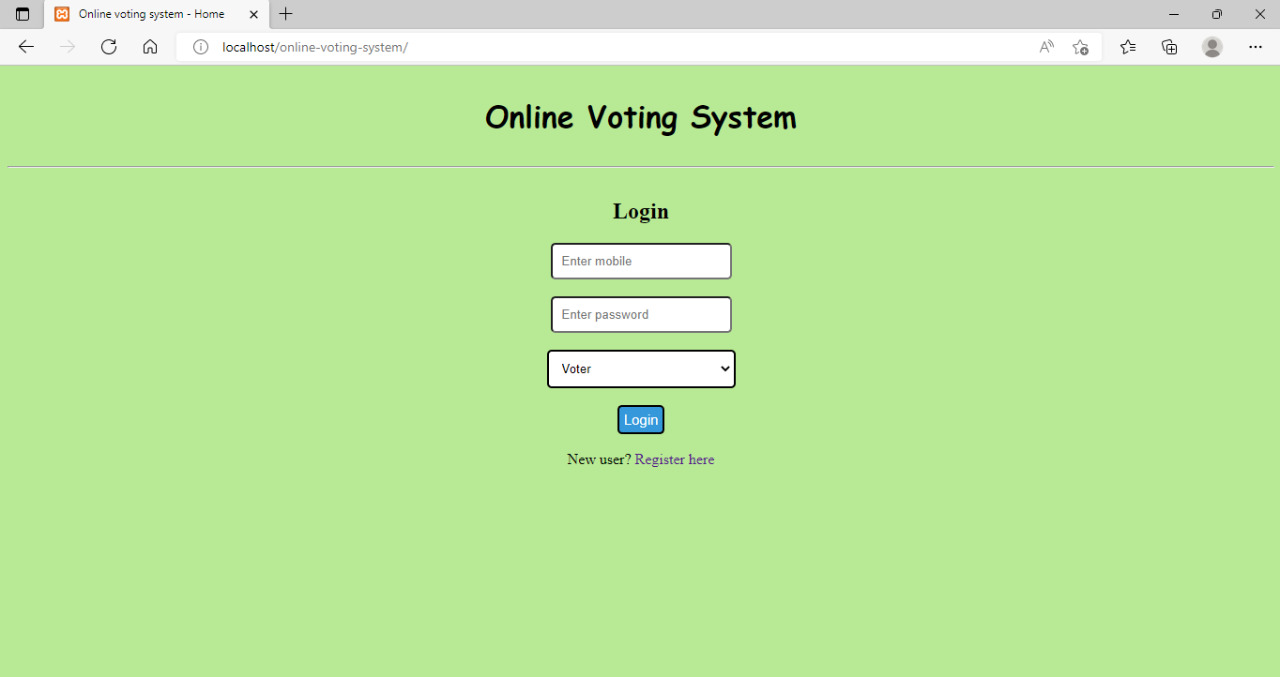 Online voting system - Home
localhost/online-voting-system/
Online Voting System
Login
Enter mobile
Enter password
Voter
Login
New user? Register here